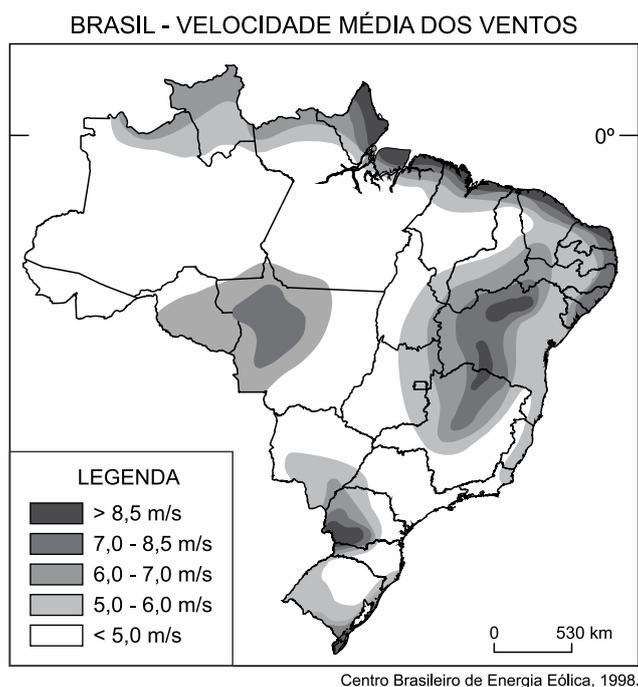 BRASIL - VELOCIDADE MÉDIA DOS VENTOS
0º
LEGENDA
> 8,5 m/s
7,0 - 8,5 m/s
6,0 - 7,0 m/s
5,0 - 6,0 m/s
< 5,0 m/s
0 530 km
Centro Brasileiro de Energia Eólica, 1998.